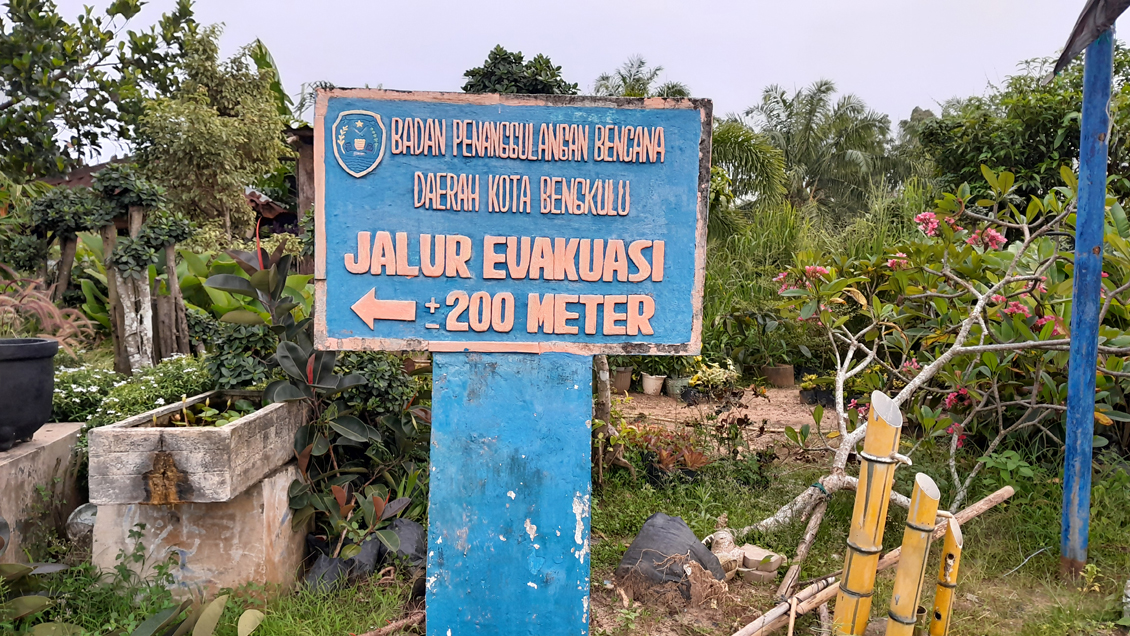 BADAN PENANGGULANGAN BENCANA
DAERAH KOTA BENGKULU
JALUR EVAKUASI
← ± 200 METER